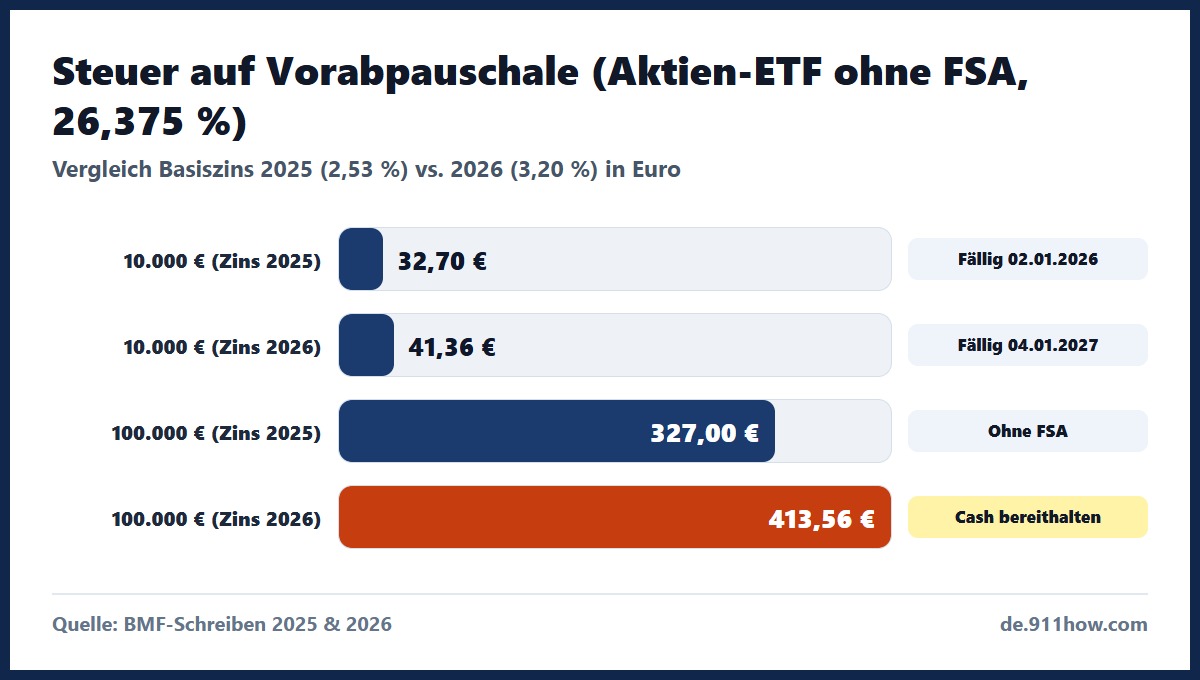 Steuer auf Vorabpauschale (Aktien-ETF ohne FSA,
26,375 %)
Vergleich Basiszins 2025 (2,53 %) vs. 2026 (3,20 %) in Euro
10.000 € (Zins 2025) 32,70 € Fällig 02.01.2026
10.000 € (Zins 2026) 41,36 € Fällig 04.01.2027
100.000 € (Zins 2025) 327,00 € Ohne FSA
100.000 € (Zins 2026) 413,56 € Cash bereithalten
Quelle: BMF-Schreiben 2025 & 2026 de.911how.com